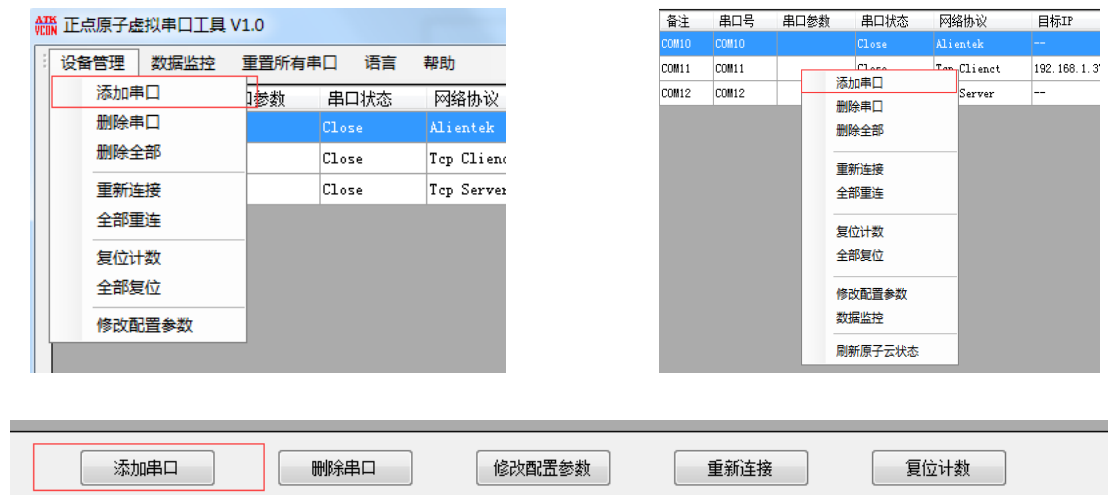 ATK
VCOM 正点原子虚拟串口工具 V1.0
设备管理 数据监控 重置所有串口 语言 帮助
添加串口 口参数 串口状态 网络协议
删除串口 Close Alientek
删除全部 Close Tcp
Close Tcp Server
重新连接
全部重连
复位计数
全部复位
修改配置参数
备注 串口号 串口参数 串口状态 网络协议 目标IP
COM10 COM10 Close Alientek --
COM11 COM11 Close Tcp Clienct 192.168.1.37
COM12 COM12 Server --
添加串口
删除串口
删除全部
重新连接
全部重连
复位计数
全部复位
修改配置参数
数据监控
刷新原子云状态
添加串口 删除串口 修改配置参数 重新连接 复位计数